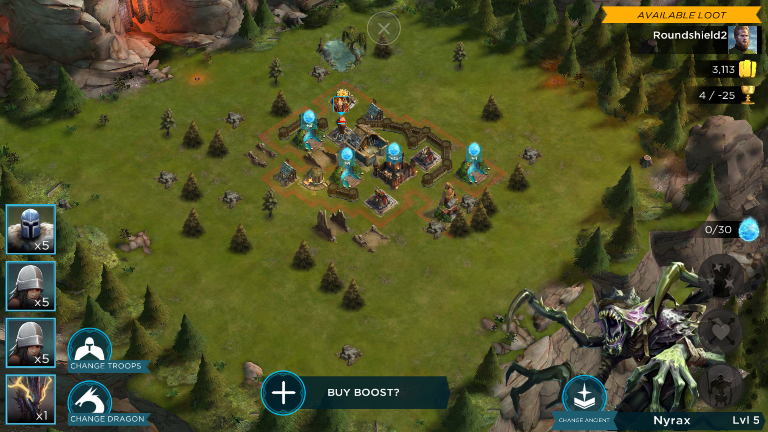 AVAILABLE LOOT
Roundshield2
3,113
4 / -25
0/30
x5
x5
x5
x1
CHANGE TROOPS
CHANGE DRAGON
BUY BOOST?
CHANGE ANCIENT
Nyrax
Lvl 5